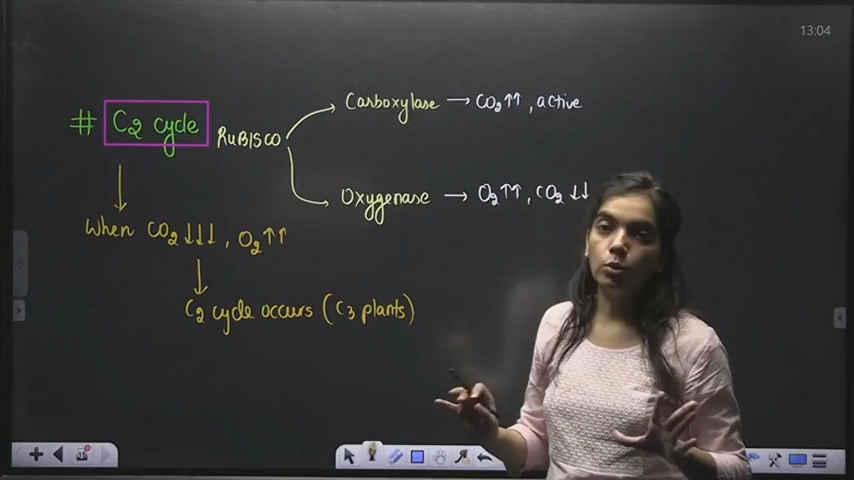 13:04
Carboxylase → CO₂↑↑, active
# C₂ cycle
RuBISCO
Oxygenase → O₂↑↑, CO₂↓↓
When CO₂↓↓↓, O₂↑↑
C₂ cycle occurs (C₃ plants)